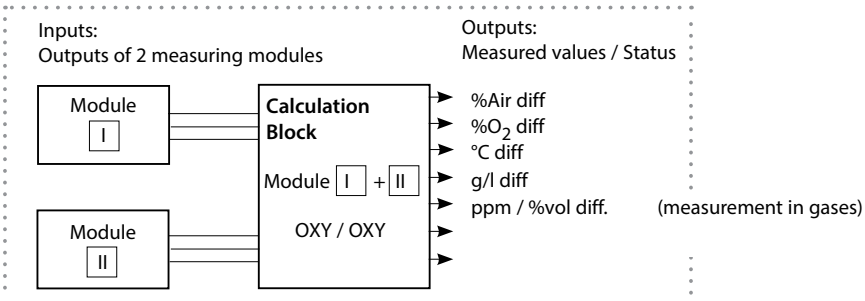 Inputs:
Outputs of 2 measuring modules
Outputs:
Measured values / Status
Module
I
Module
II
Calculation
Block
Module I + II
OXY / OXY
%Air diff
%O2 diff
°C diff
g/l diff
ppm / %vol diff. (measurement in gases)